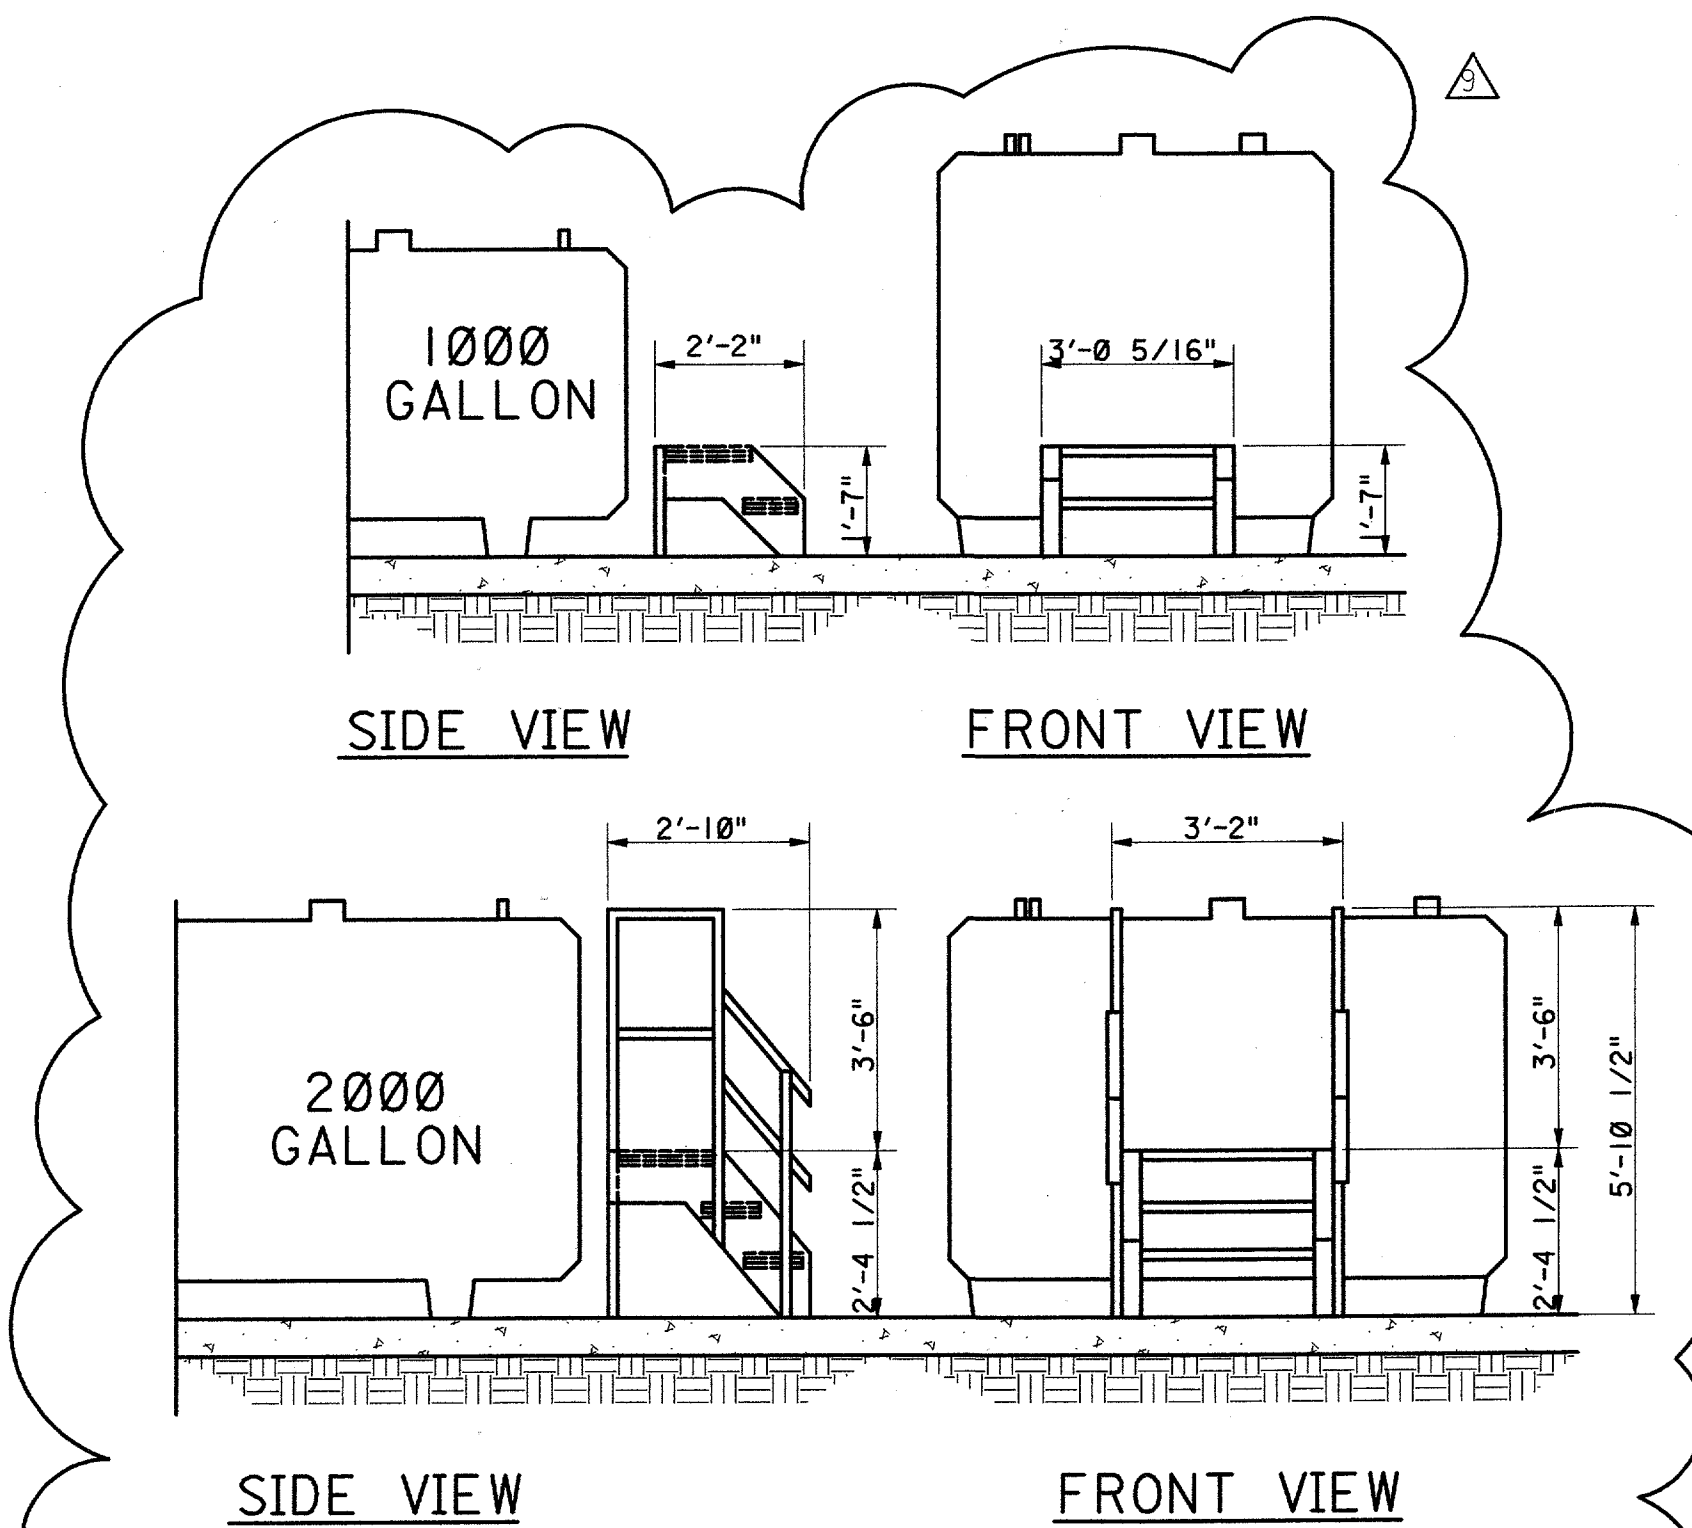 9
1000
GALLON
2'-2"
3'-0 5/16"
1'-7"
1'-7"
SIDE VIEW
FRONT VIEW
2'-10"
3'-2"
2000
GALLON
3'-6"
2'-4 1/2"
3'-6"
2'-4 1/2"
5'-10 1/2"
SIDE VIEW
FRONT VIEW